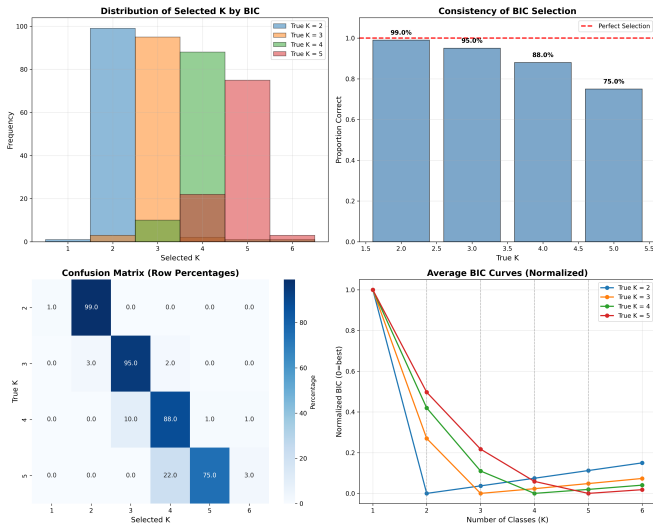 Distribution of Selected K by BIC
True K = 2
True K = 3
True K = 4
True K = 5
100
80
60
40
20
0
Frequency
1 2 3 4 5 6
Selected K
Consistency of BIC Selection
Perfect Selection
99.0%
95.0%
88.0%
75.0%
1.0
0.8
0.6
0.4
0.2
0.0
Proportion Correct
1.5 2.0 2.5 3.0 3.5 4.0 4.5 5.0 5.5
True K
Confusion Matrix (Row Percentages)
2 1.0 99.0 0.0 0.0 0.0 0.0
3 0.0 3.0 95.0 2.0 0.0 0.0
4 0.0 0.0 10.0 88.0 1.0 1.0
5 0.0 0.0 0.0 22.0 75.0 3.0
True K
1 2 3 4 5 6
Selected K
80
60
40
20
0
Percentage
Average BIC Curves (Normalized)
True K = 2
True K = 3
True K = 4
True K = 5
1.0
0.8
0.6
0.4
0.2
0.0
Normalized BIC (0=best)
1 2 3 4 5 6
Number of Classes (K)